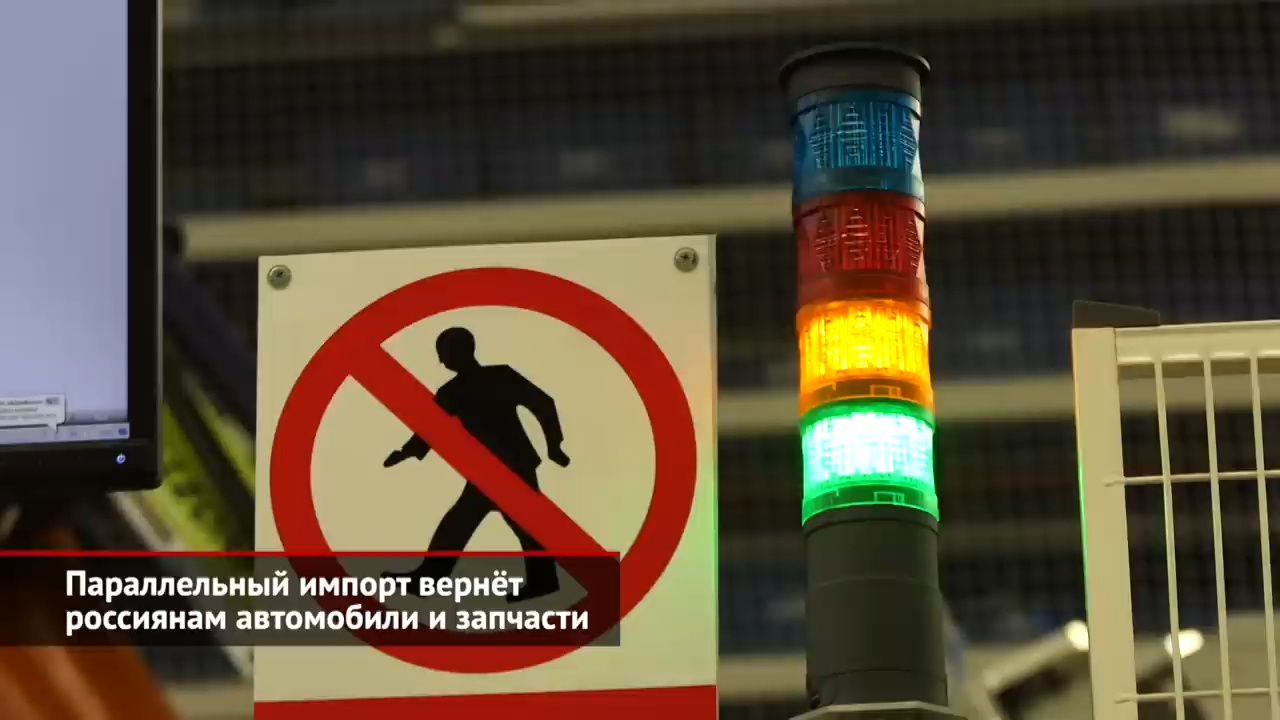 Параллельный импорт вернёт
россиянам автомобили и запчасти